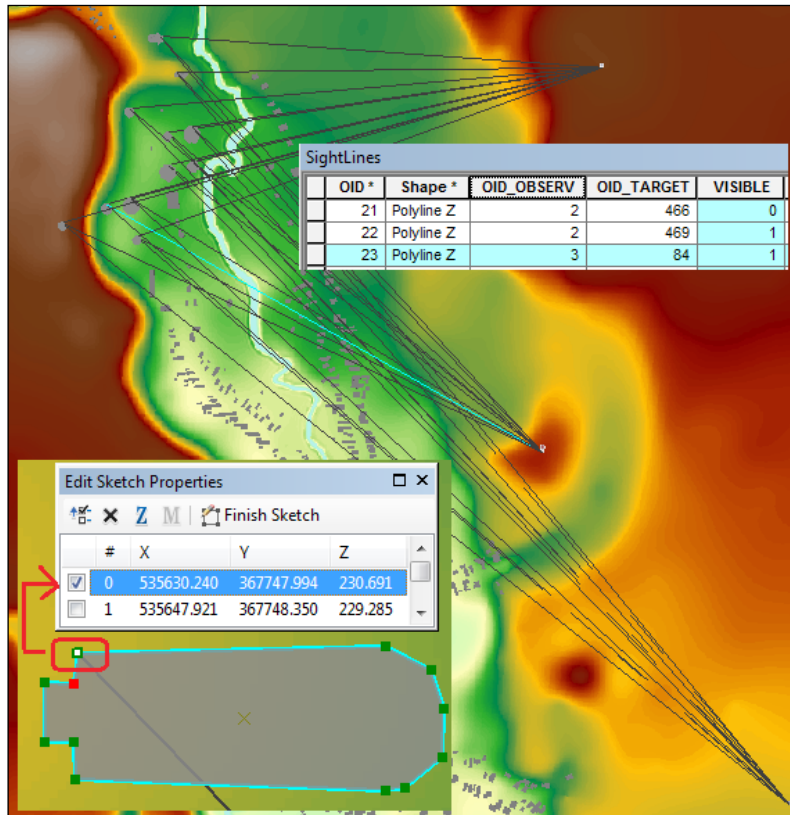 SightLines
OID * Shape * OID_OBSERV OID_TARGET VISIBLE
21 Polyline Z 2 466 0
22 Polyline Z 2 469 1
23 Polyline Z 3 84 1
Edit Sketch Properties
Z M Finish Sketch
# X Y Z
0 535630.240 367747.994 230.691
1 535647.921 367748.350 229.285